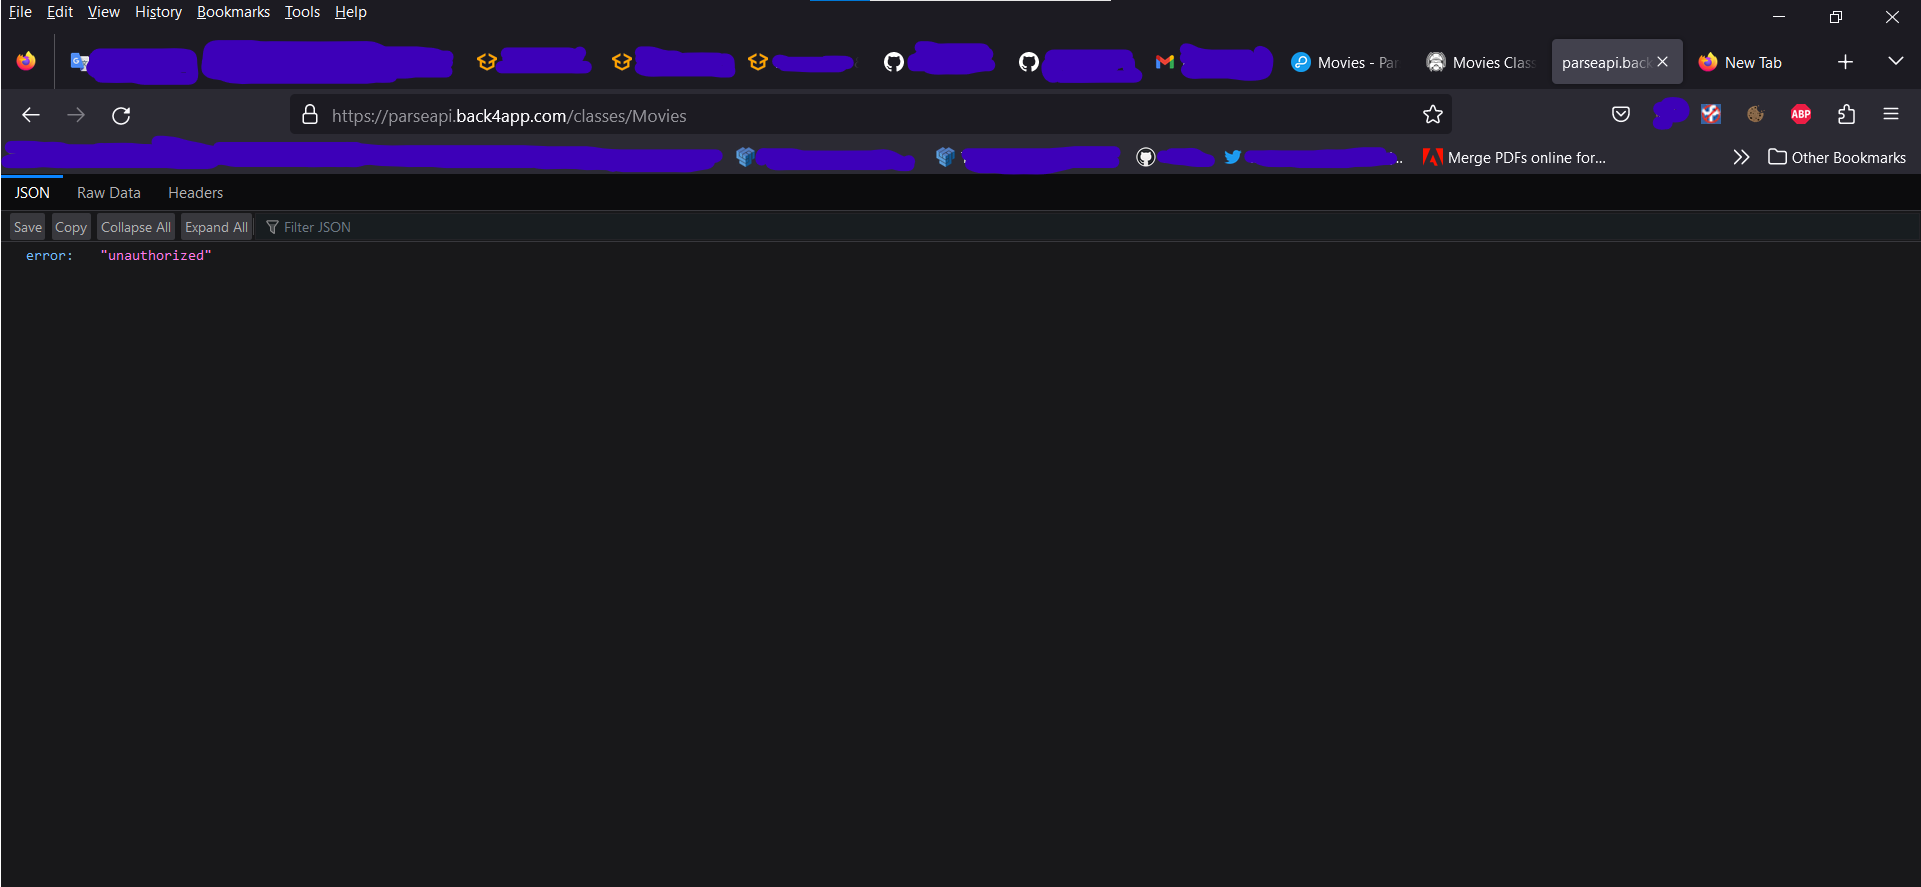 File Edit View History Bookmarks Tools Help
Movies - Par
Movies Clas
parseapi.back
New Tab
https://parseapi.back4app.com/classes/Movies
ABP
Merge PDFs online for...
Other Bookmarks
JSON Raw Data Headers
Save Copy Collapse All Expand All Filter JSON
error: "unauthorized"